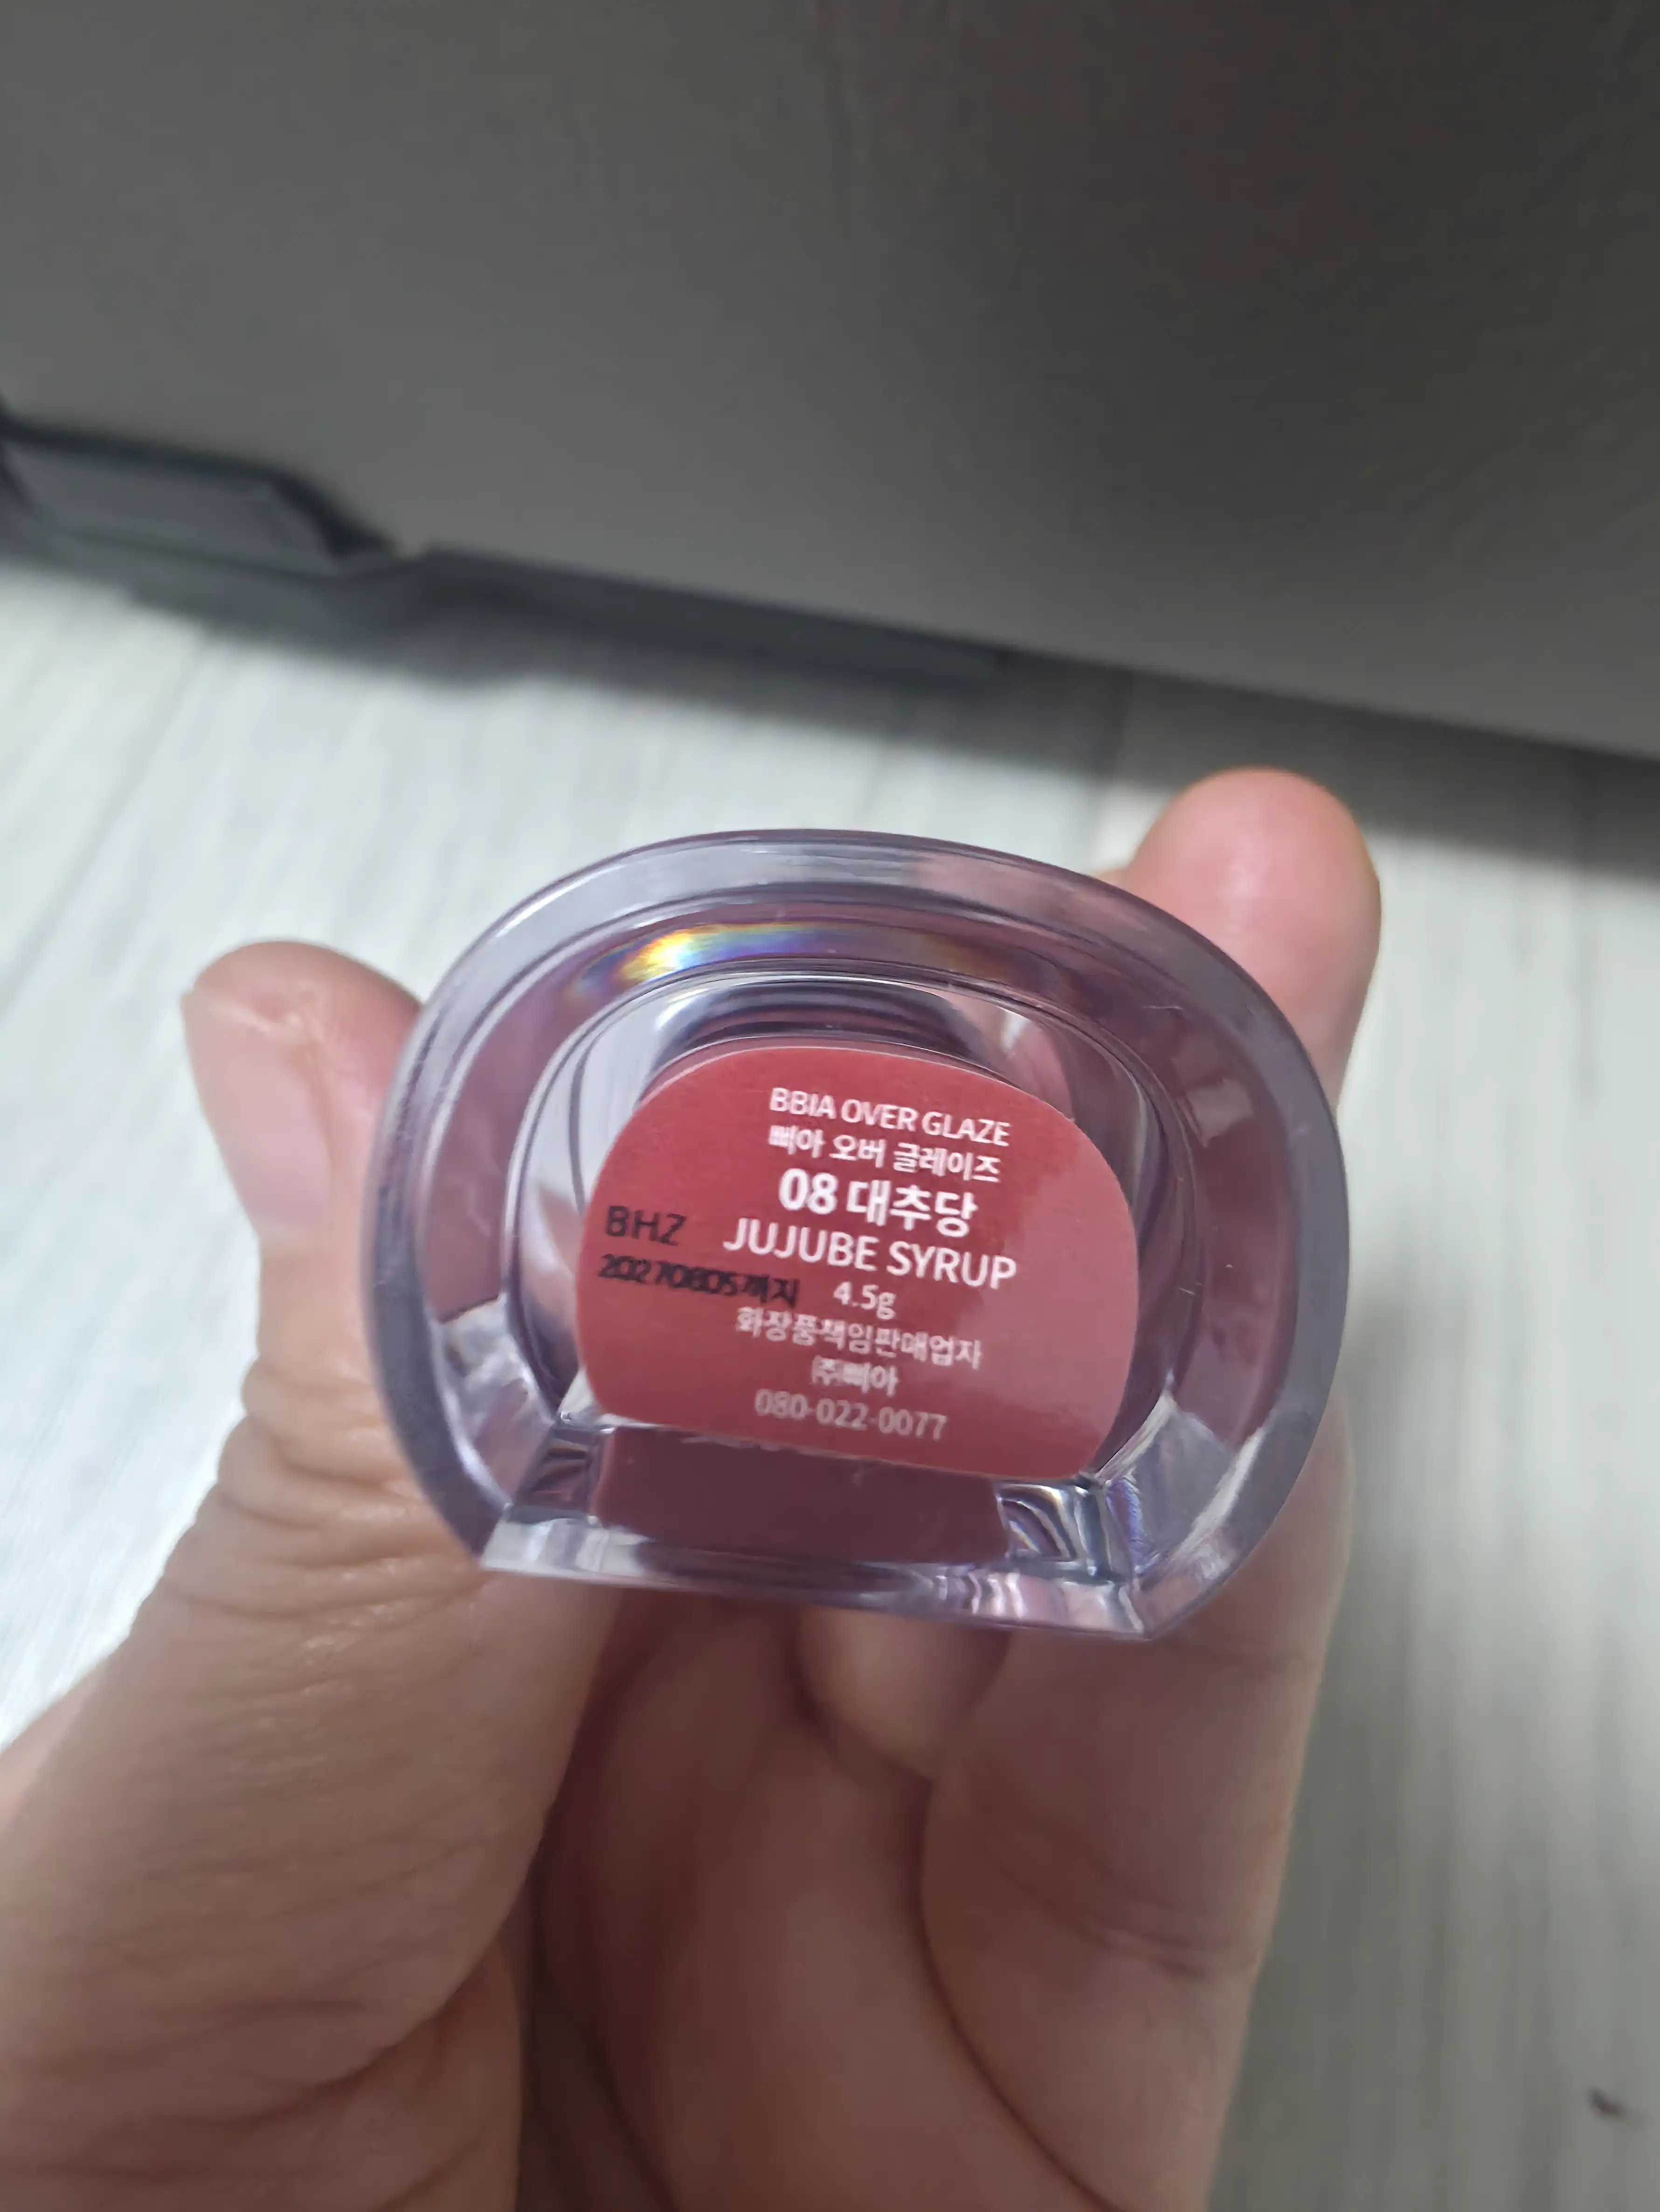 BBIA OVER GLAZE
삐아 오버 글레이즈
08 대추당
BHZ
JUJUBE SYRUP
20270805까지
4.5g
화장품책임판매업자
㈜삐아
080-022-0077